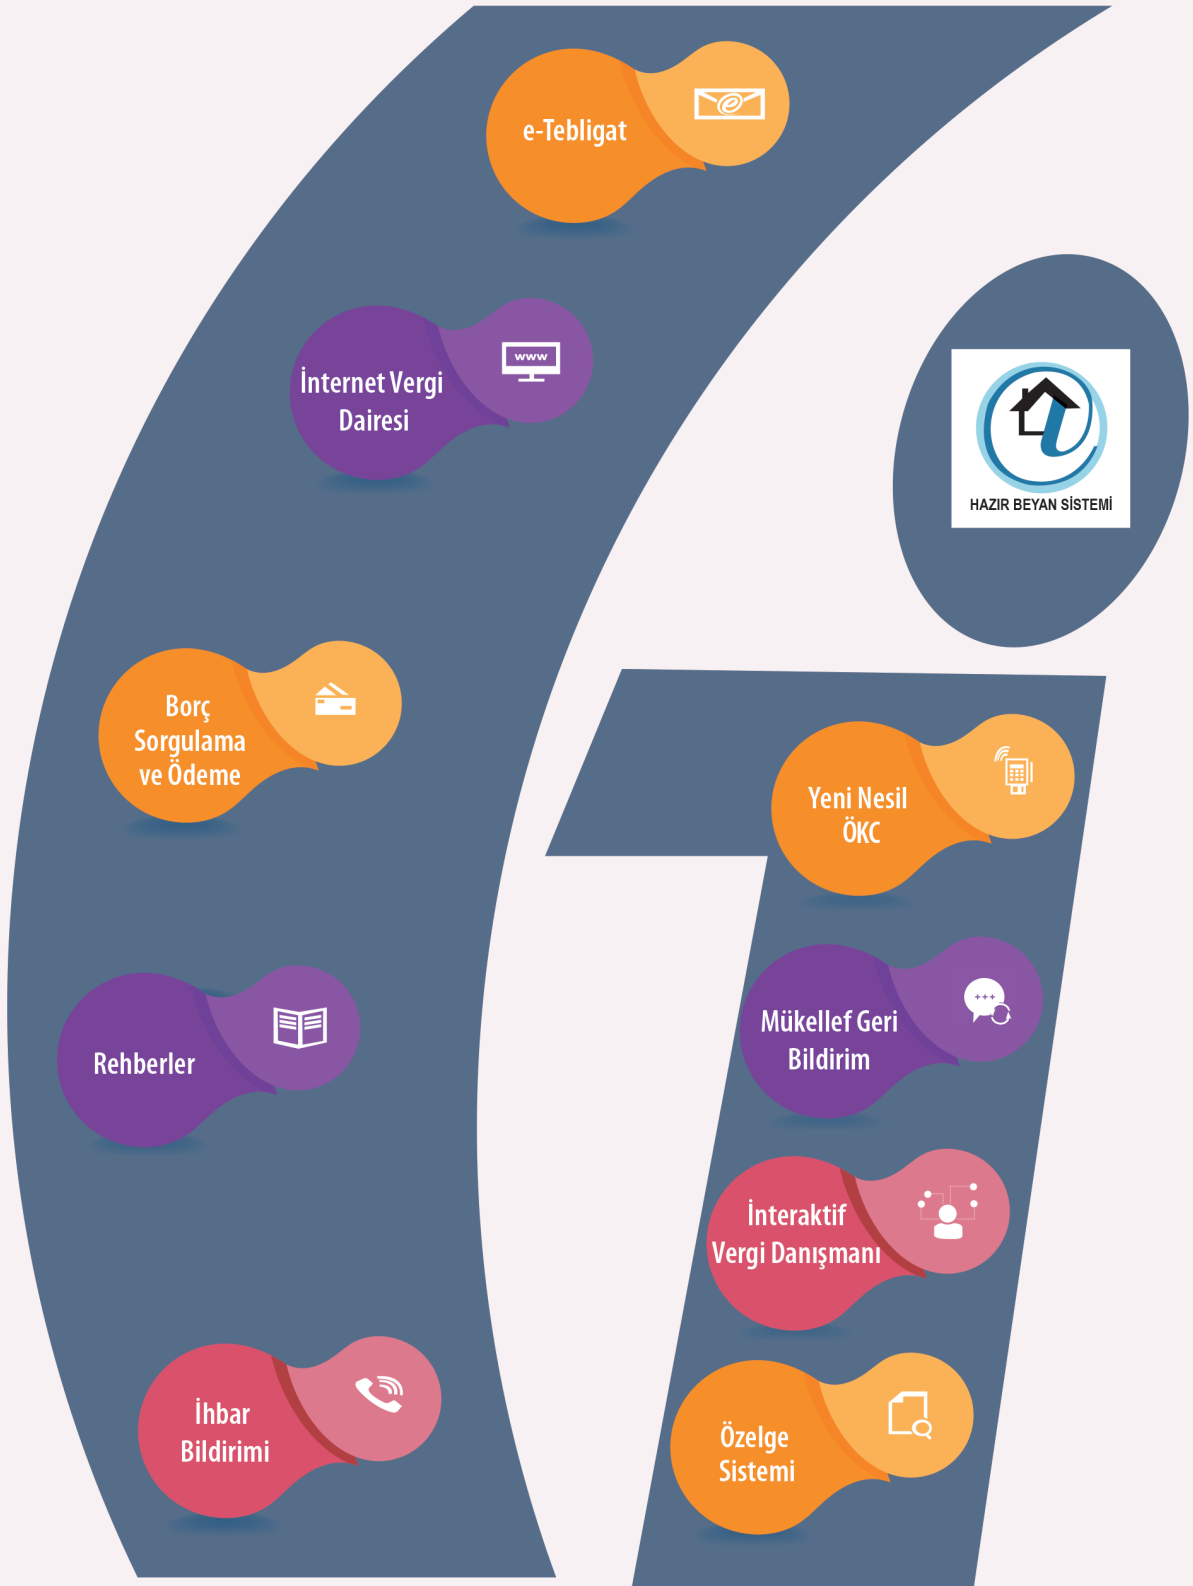 e-Tebligat
www
İnternet Vergi
Dairesi
HAZIR BEYAN SİSTEMİ
Borç
Sorgulama
ve Ödeme
Yeni Nesil
ÖKC
Rehberler
Mükellef Geri
Bildirim
İnteraktif
Vergi Danışmanı
İhbar
Bildirimi
Özelge
Sistemi